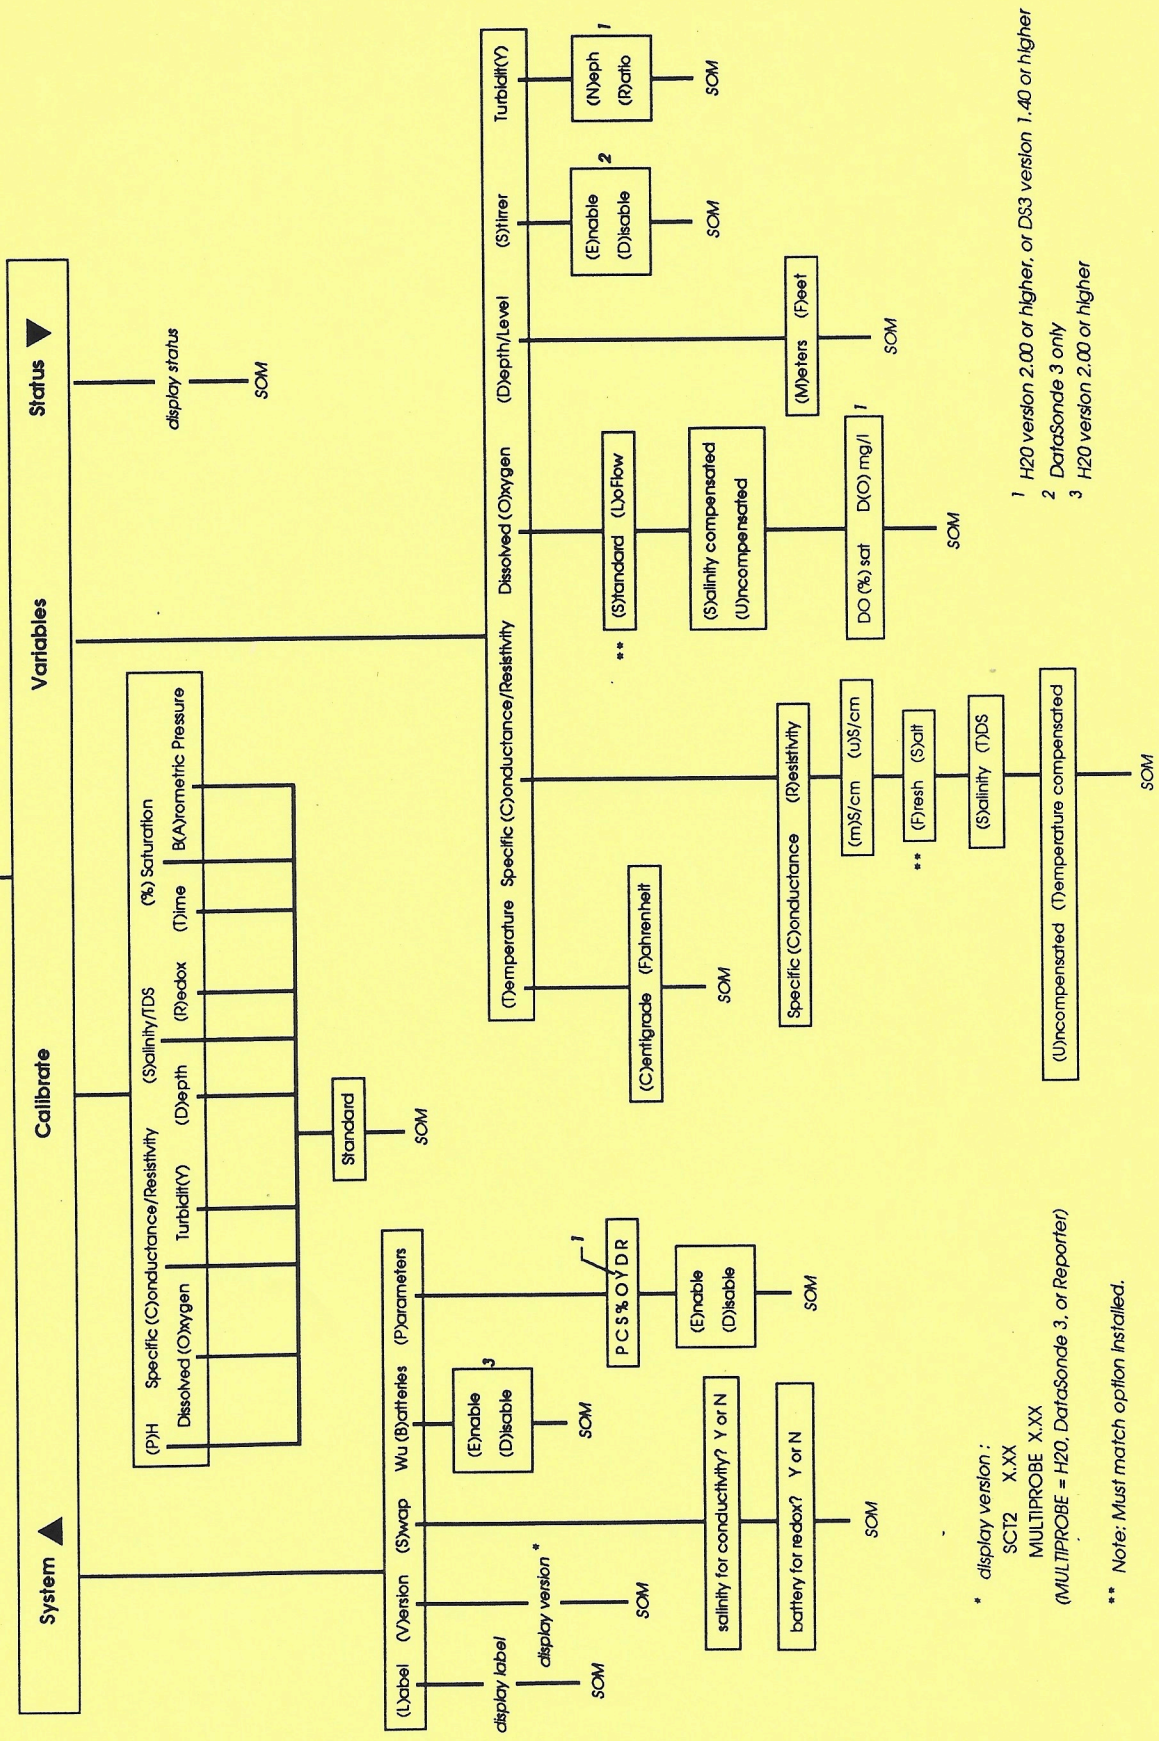 System ▲ Calibrate Variables Status ▼
(P)H Specific (C)onductance/Resistivity (S)alinity/TDS (%) Saturation
Dissolved (O)xygen Turbidit(Y) (D)epth (R)edox (T)ime B(A)rometric Pressure
Standard
SOM
display status
SOM
(L)abel (V)ersion (S)wap Wu (B)atteries (P)arameters
display label
SOM
display version *
SOM
salinity for conductivity? Y or N
battery for redox? Y or N
SOM
(E)nable
(D)isable
3
SOM
1
P C S % O Y D R
(E)nable
(D)isable
SOM
(T)emperature Specific (C)onductance/Resistivity Dissolved (O)xygen (D)epth/Level (S)tirrer Turbidit(Y)
(C)entigrade (F)ahrenheit
SOM
Specific (C)onductance (R)esistivity
(m)S/cm (u)S/cm
** (F)resh (S)alt
(S)alinity (T)DS
(U)ncompensated (T)emperature compensated
SOM
** (S)tandard (L)oFlow
(S)alinity compensated
(U)ncompensated
DO (%) sat D(O) mg/l 1
SOM
(M)eters (F)eet
SOM
(E)nable
(D)isable
2
SOM
(N)eph
(R)atio
1
SOM
* display version :
SCT2 X.XX
MULTIPROBE X.XX
(MULTIPROBE = H20, DataSonde 3, or Reporter)
** Note: Must match option installed.
1 H20 version 2.00 or higher, or DS3 version 1.40 or higher
2 DataSonde 3 only
3 H20 version 2.00 or higher